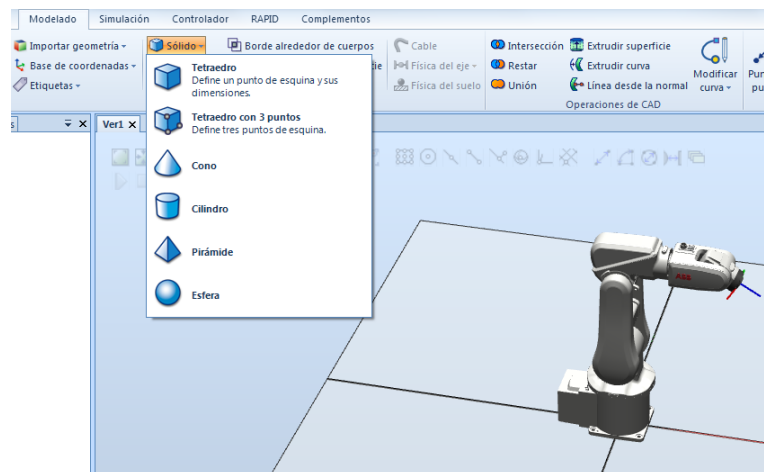 Modelado Simulación Controlador RAPID Complementos
Importar geometría Sólido Borde alrededor de cuerpos Cable Intersección Extrudir superficie
Base de coordenadas Física del eje Restar Extrudir curva Modificar
Etiquetas Física del suelo Unión Línea desde la normal curva
Operaciones de CAD
Tetraedro
Define un punto de esquina y sus
dimensiones.
Tetraedro con 3 puntos
Define tres puntos de esquina.
Cono
Cilindro
Pirámide
Esfera
Ver1
ABB